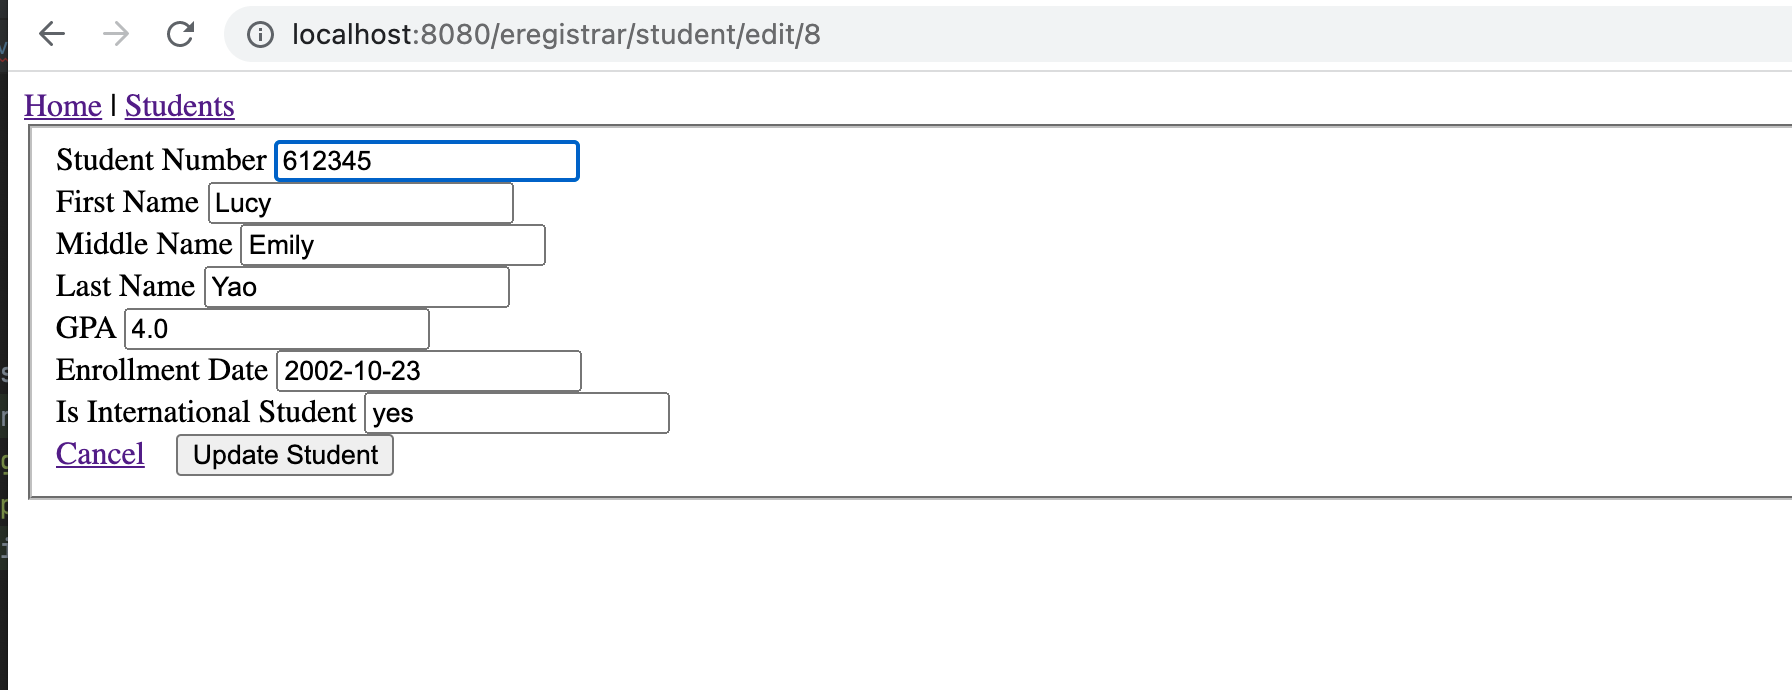 localhost:8080/eregistrar/student/edit/8
Home | Students
Student Number 612345
First Name Lucy
Middle Name Emily
Last Name Yao
GPA 4.0
Enrollment Date 2002-10-23
Is International Student yes
Cancel Update Student